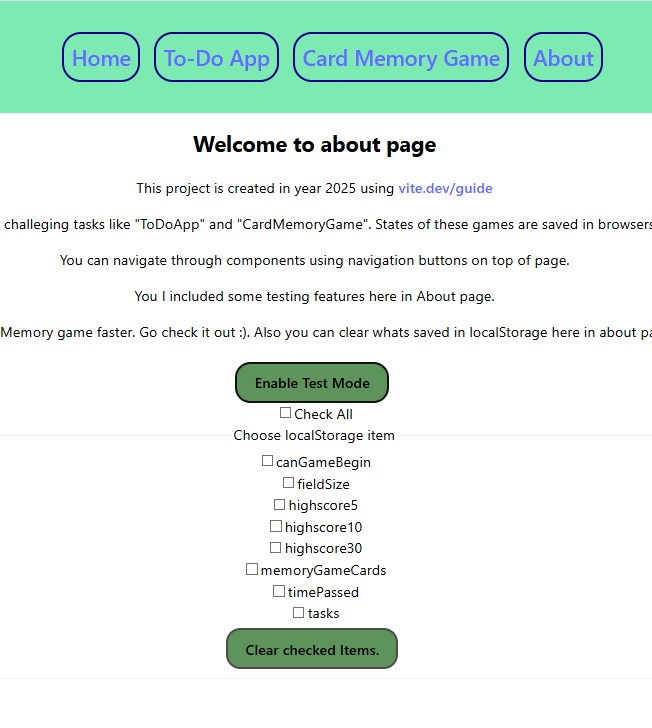 Home To-Do App Card Memory Game About
Welcome to about page
This project is created in year 2025 using vite.dev/guide
challeging tasks like "ToDoApp" and "CardMemoryGame". States of these games are saved in browsers
You can navigate through components using navigation buttons on top of page.
You I included some testing features here in About page.
Memory game faster. Go check it out :). Also you can clear whats saved in localStorage here in about pa
Enable Test Mode
Check All
Choose localStorage item
canGameBegin
fieldSize
highscore5
highscore10
highscore30
memoryGameCards
timePassed
tasks
Clear checked Items.